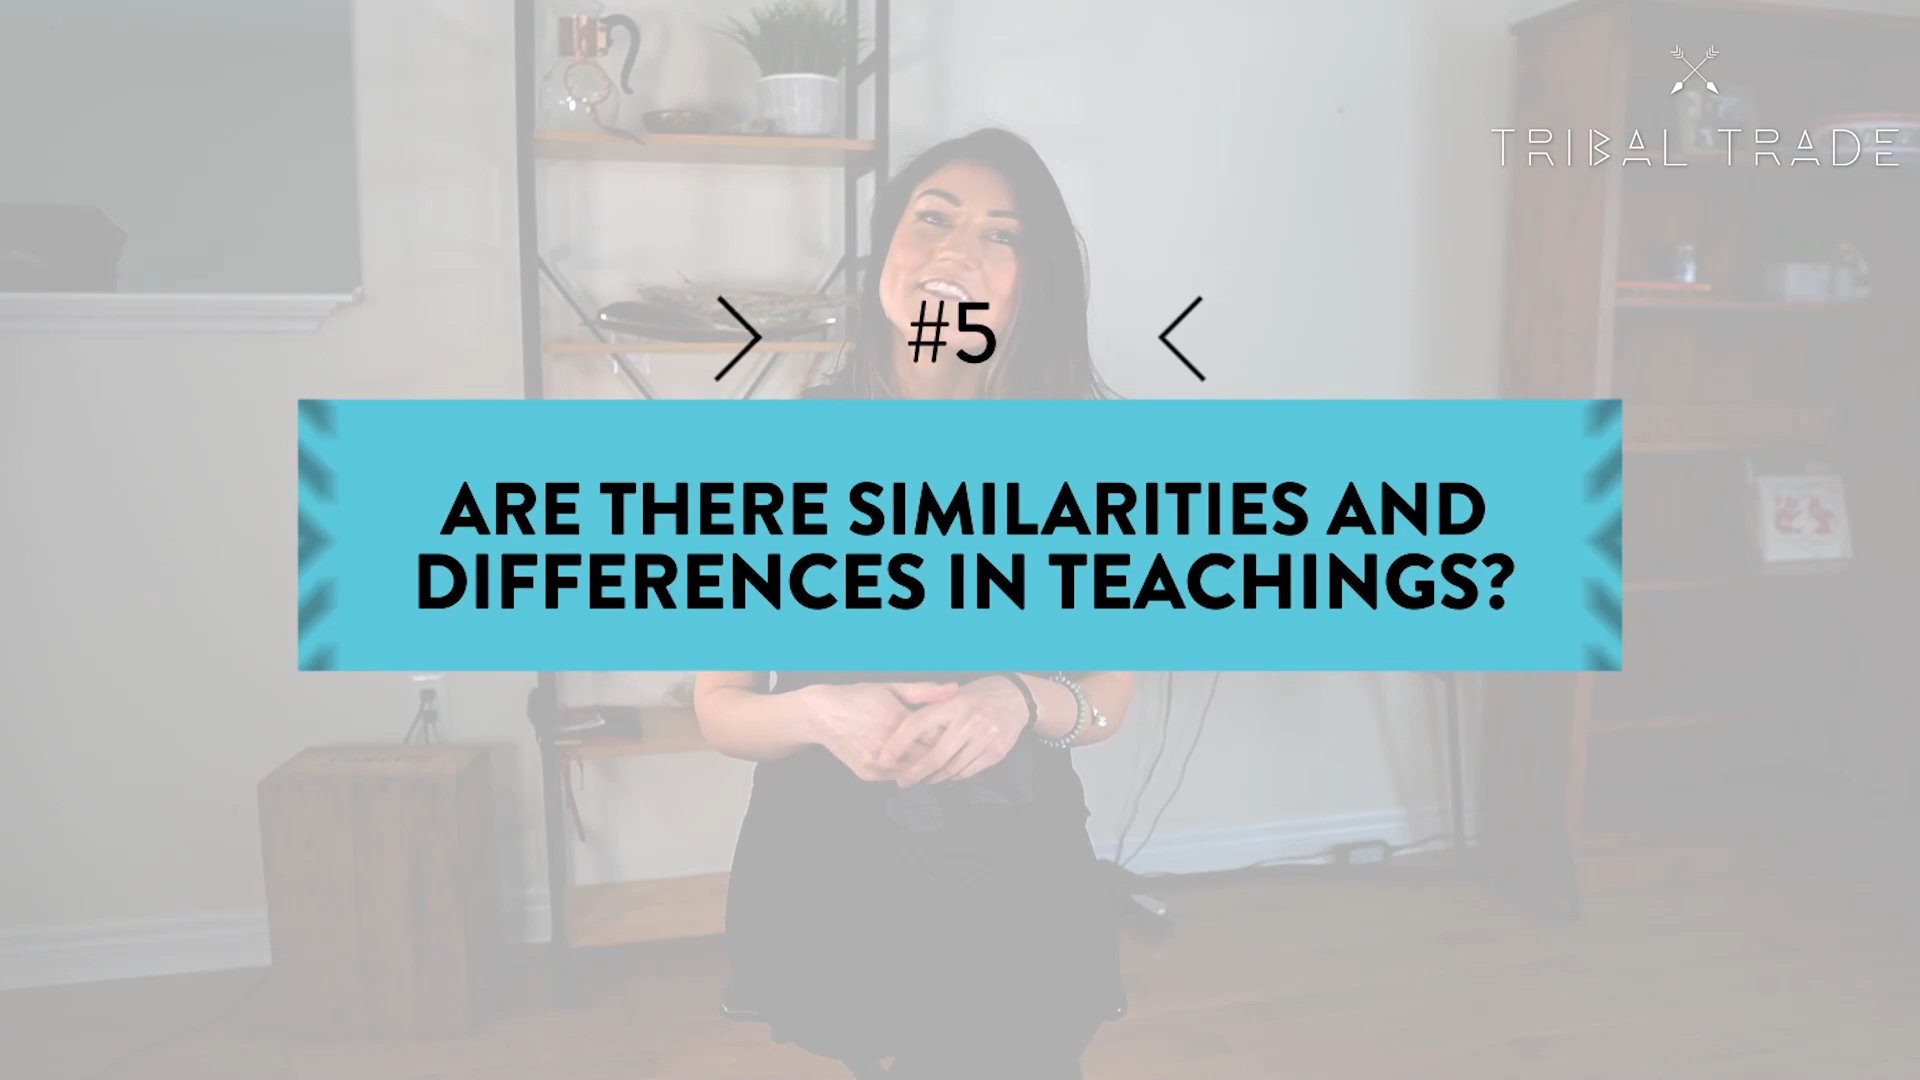 TRIBAL TRADE
#5
ARE THERE SIMILARITIES AND
DIFFERENCES IN TEACHINGS?